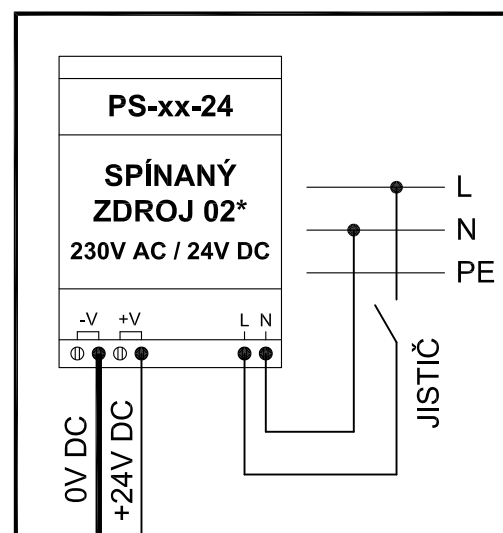 PS-xx-24
SPÍNANÝ
ZDROJ 02*
230V AC / 24V DC
-V +V L N
L
N
PE
JISTIČ
0V DC
+24V DC